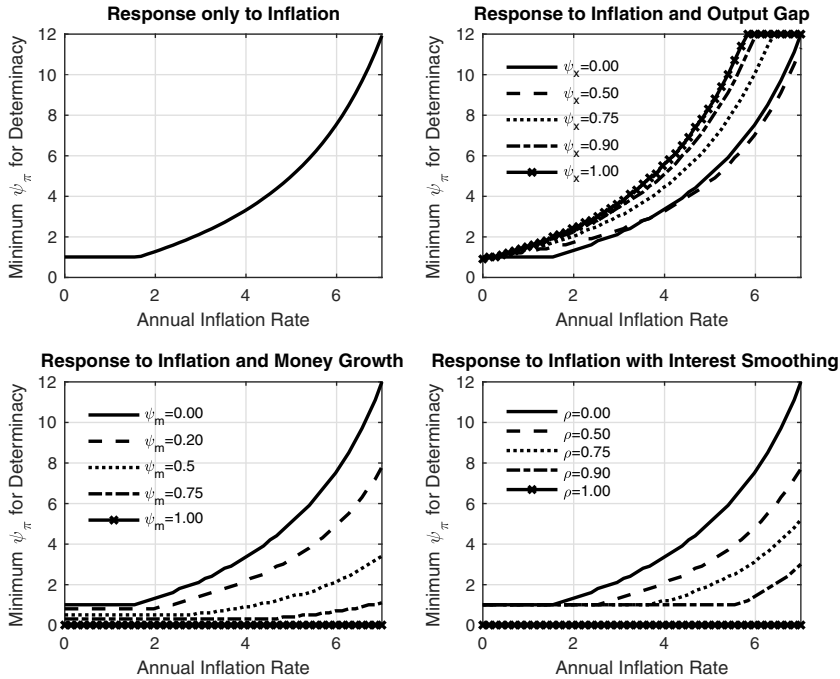 Response only to Inflation
Minimum ψπ for Determinacy
12
10
8
6
4
2
0
0 2 4 6
Annual Inflation Rate
Response to Inflation and Output Gap
Minimum ψπ for Determinacy
12
10
8
6
4
2
0
ψx=0.00
ψx=0.50
ψx=0.75
ψx=0.90
ψx=1.00
0 2 4 6
Annual Inflation Rate
Response to Inflation and Money Growth
Minimum ψπ for Determinacy
12
10
8
6
4
2
0
ψm=0.00
ψm=0.20
ψm=0.5
ψm=0.75
ψm=1.00
0 2 4 6
Annual Inflation Rate
Response to Inflation with Interest Smoothing
Minimum ψπ for Determinacy
12
10
8
6
4
2
0
ρ=0.00
ρ=0.50
ρ=0.75
ρ=0.90
ρ=1.00
0 2 4 6
Annual Inflation Rate